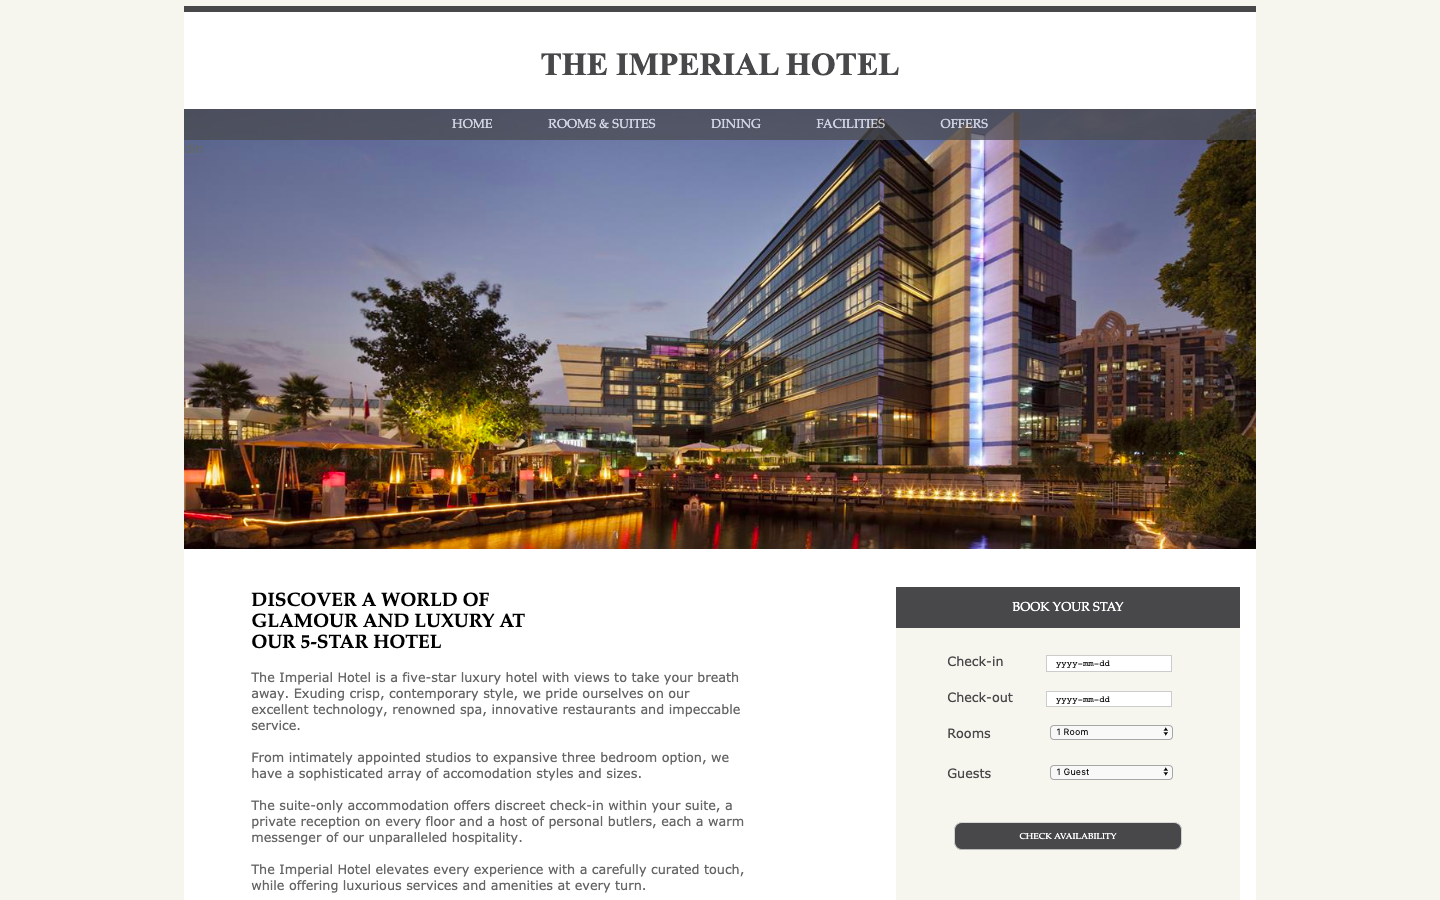 THE IMPERIAL HOTEL
HOME ROOMS & SUITES DINING FACILITIES OFFERS
DISCOVER A WORLD OF
GLAMOUR AND LUXURY AT
OUR 5-STAR HOTEL
The Imperial Hotel is a five-star luxury hotel with views to take your breath
away. Exuding crisp, contemporary style, we pride ourselves on our
excellent technology, renowned spa, innovative restaurants and impeccable
service.
From intimately appointed studios to expansive three bedroom option, we
have a sophisticated array of accomodation styles and sizes.
The suite-only accommodation offers discreet check-in within your suite, a
private reception on every floor and a host of personal butlers, each a warm
messenger of our unparalleled hospitality.
The Imperial Hotel elevates every experience with a carefully curated touch,
while offering luxurious services and amenities at every turn.
BOOK YOUR STAY
Check-in yyyy-mm-dd
Check-out yyyy-mm-dd
Rooms 1 Room
Guests 1 Guest
CHECK AVAILABILITY